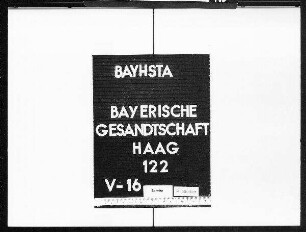 BAYHSTA
BAYERISCHE
GESANDTSCHAFT
HAAG
122
V-16